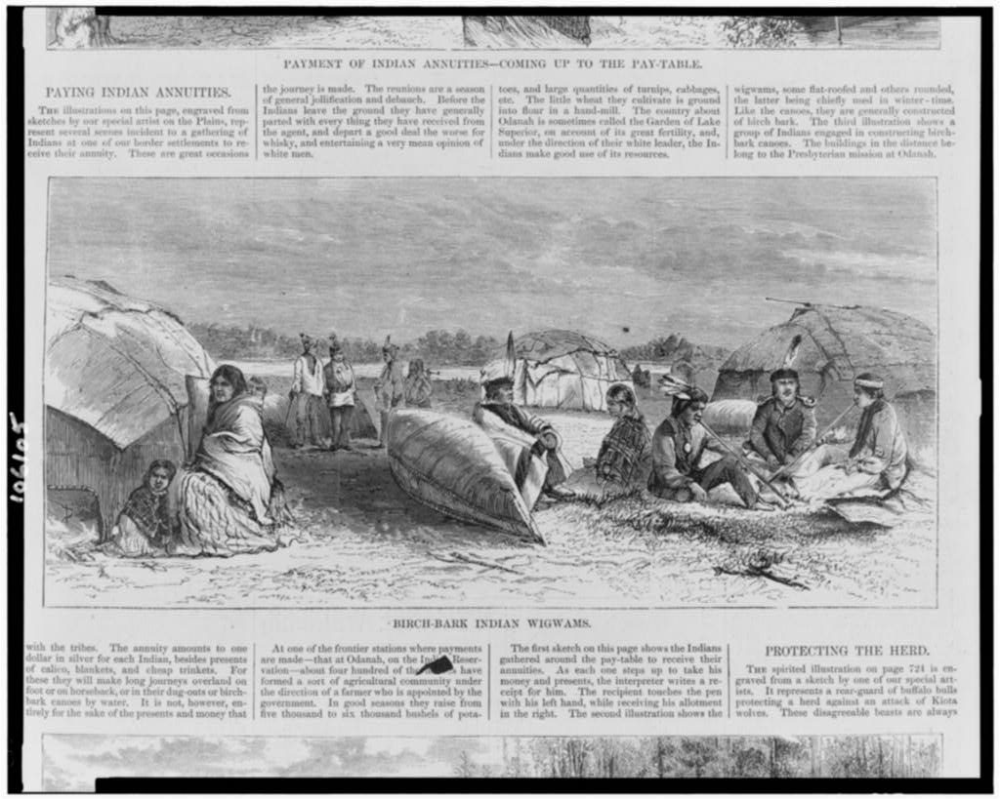 PAYMENT OF INDIAN ANNUITIES—COMING UP TO THE PAY-TABLE.
PAYING INDIAN ANNUITIES.
THE illustrations on this page, engraved from
sketches by our special artist on the Plains, rep-
resent several scenes incident to a gathering of
Indians at one of our border settlements to re-
ceive their annuity. These are great occasions
the journey is made. The reunions are a season
of general jollification and debauch. Before the
Indians leave the ground they have generally
parted with every thing they have received from
the agent, and depart a good deal the worse for
whisky, and entertaining a very mean opinion of
white men.
toes, and large quantities of turnips, cabbages,
etc. The little wheat they cultivate is ground
into flour in a hand-mill. The country about
Odanah is sometimes called the Garden of Lake
Superior, on account of its great fertility, and,
under the direction of their white leader, the In-
dians make good use of its resources.
wigwams, some flat-roofed and others rounded,
the latter being chiefly used in winter-time.
Like the canoes, they are generally constructed
of birch bark. The third illustration shows a
group of Indians engaged in constructing birch-
bark canoes. The buildings in the distance be-
long to the Presbyterian mission at Odanah.
106105
BIRCH-BARK INDIAN WIGWAMS.
with the tribes. The annuity amounts to one
dollar in silver for each Indian, besides presents
of calico, blankets, and cheap trinkets. For
these they will make long journeys overland on
foot or on horseback, or in their dug-outs or birch-
bark canoes by water. It is not, however, en-
tirely for the sake of the presents and money that
At one of the frontier stations where payments
are made—that at Odanah, on the Reser-
vation—about four hundred of have
formed a sort of agricultural community under
the direction of a farmer who is appointed by the
government. In good seasons they raise from
five thousand to six thousand bushels of pota-
The first sketch on this page shows the Indians
gathered around the pay-table to receive their
annuities. As each one steps up to take his
money and presents, the interpreter writes a re-
ceipt for him. The recipient touches the pen
with his left hand, while receiving his allotment
in the right. The second illustration shows the
PROTECTING THE HERD.
THE spirited illustration on page 724 is en-
graved from a sketch by one of our special art-
ists. It represents a rear-guard of buffalo bulls
protecting a herd against an attack of Kiota
wolves. These disagreeable beasts are always